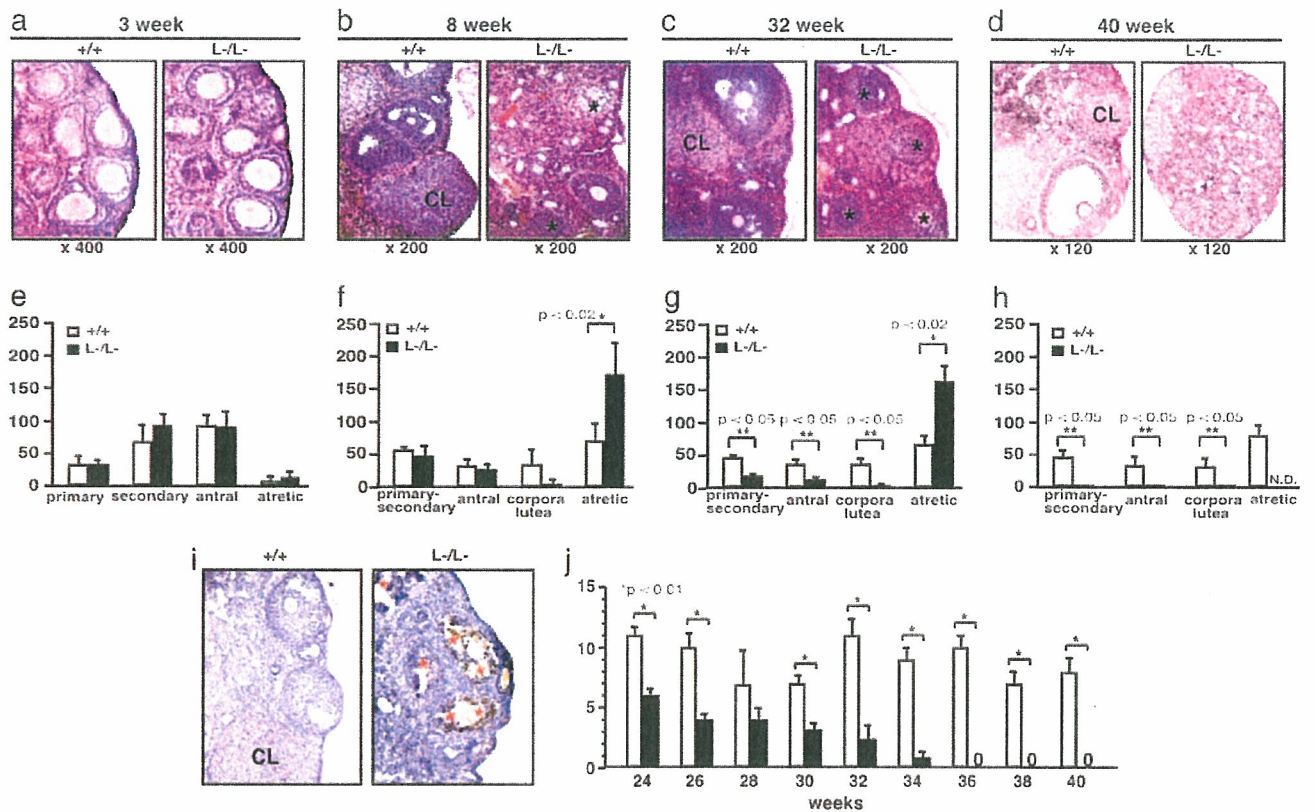 a 3 week
+/+ L-/L-
x 400 x 400
b 8 week
+/+ L-/L-
CL * *
x 200 x 200
c 32 week
+/+ L-/L-
CL * * * *
x 200 x 200
d 40 week
+/+ L-/L-
CL
x 120 x 120
e
250
200
150
100
50
0
+/+
L-/L-
primary secondary antral atretic
f
250
200
150
100
50
0
+/+
L-/L-
p < 0.02 *
primary-secondary antral corpora lutea atretic
g
250
200
150
100
50
0
+/+
L-/L-
p < 0.05 p < 0.05 p < 0.05 p < 0.02
** ** ** *
primary-secondary antral corpora lutea atretic
h
250
200
150
100
50
0
+/+
L-/L-
p < 0.05 p < 0.05 p < 0.05
** ** **
N.D.
primary-secondary antral corpora lutea atretic
i
+/+ L-/L-
CL
j
15
10
5
0
*p < 0.01
* * * * * * * *
0 0 0
24 26 28 30 32 34 36 38 40
weeks